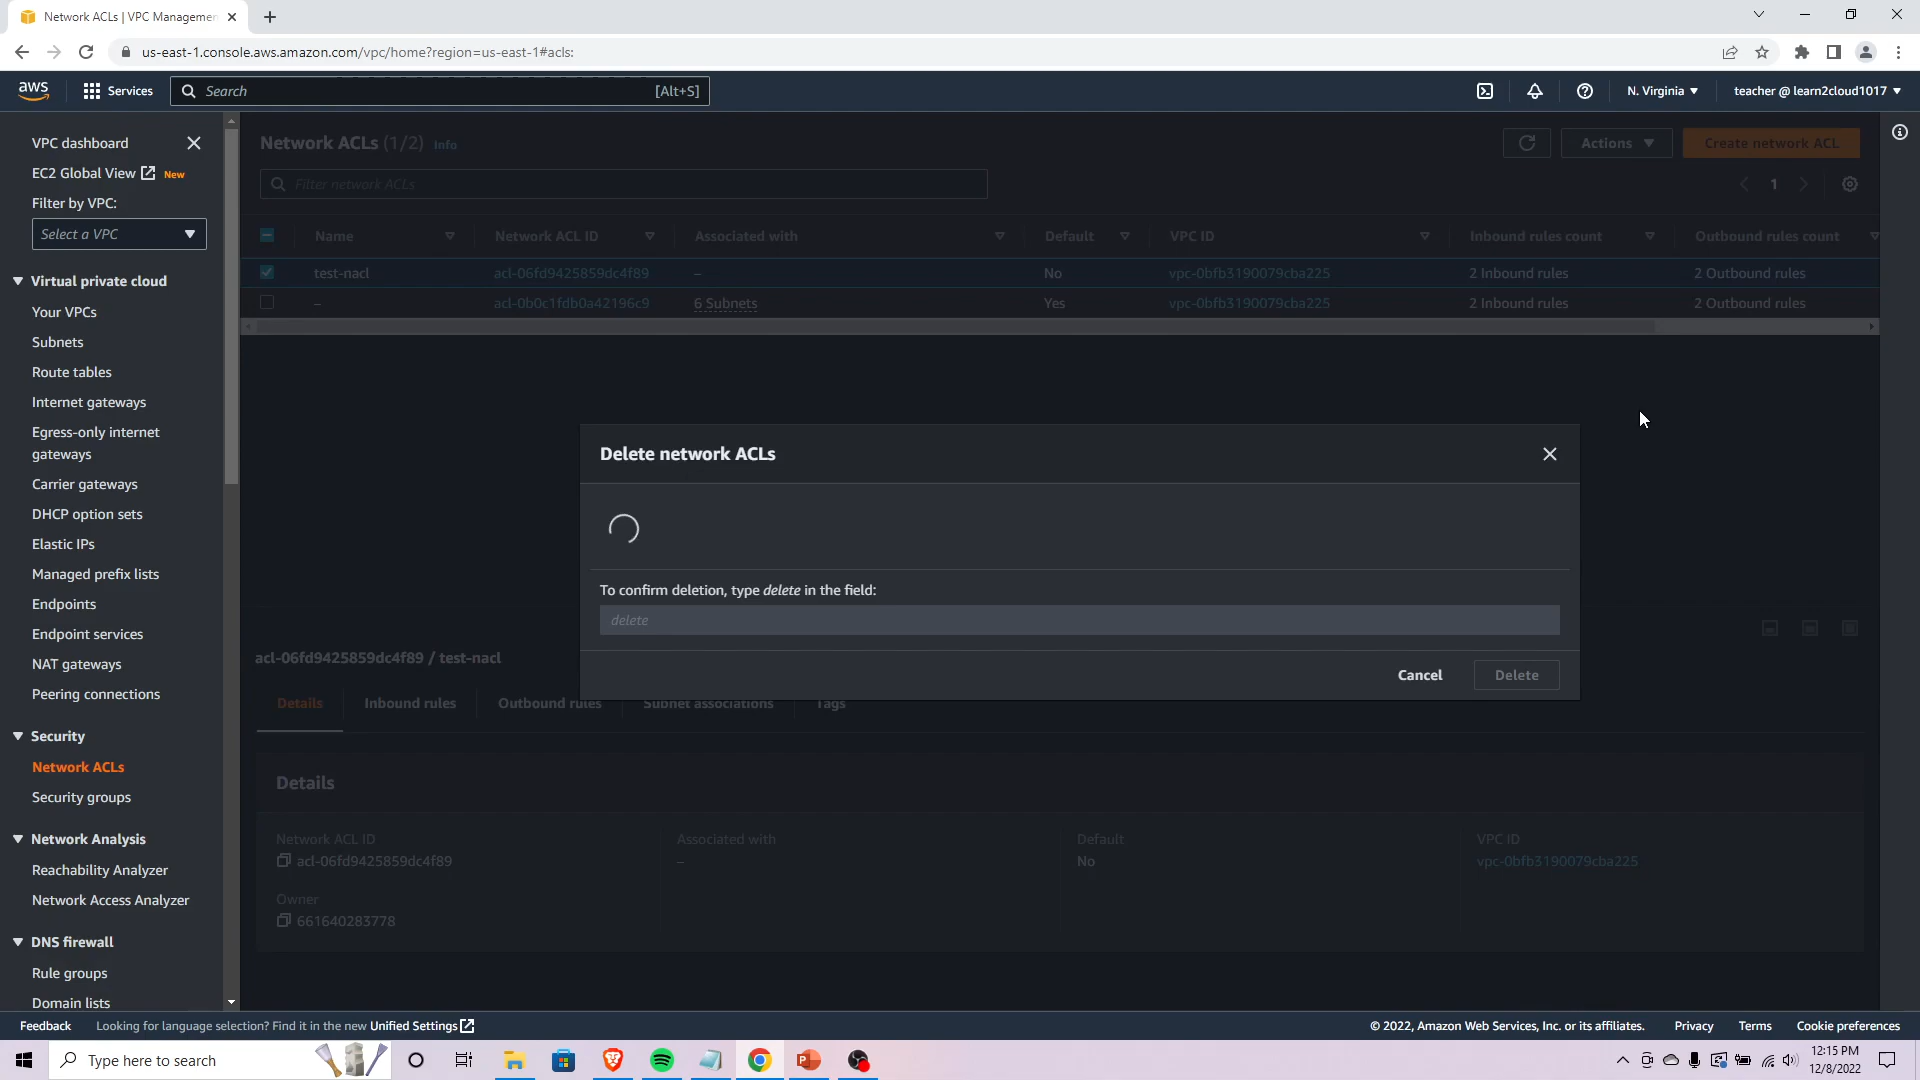 Network ACLs | VPC Managemen
us-east-1.console.aws.amazon.com/vpc/home?region=us-east-1#acls:
aws
Services
Search
[Alt+S]
N. Virginia
teacher @ learn2cloud1017
VPC dashboard
EC2 Global View
New
Filter by VPC:
Select a VPC
Virtual private cloud
Your VPCs
Subnets
Route tables
Internet gateways
Egress-only internet
gateways
Carrier gateways
DHCP option sets
Elastic IPs
Managed prefix lists
Endpoints
Endpoint services
NAT gateways
Peering connections
Security
Network ACLs
Security groups
Network Analysis
Reachability Analyzer
Network Access Analyzer
DNS firewall
Rule groups
Domain lists
Network ACLs (1/2) Info
Actions
Create network ACL
Filter network ACLs
1
Name
Network ACL ID
Associated with
Default
VPC ID
Inbound rules count
Outbound rules count
test-nacl
acl-06fd9425859dc4f89
–
No
vpc-0bfb3190079cba225
2 Inbound rules
2 Outbound rules
–
acl-0b0c1fdb0a42196c9
6 Subnets
Yes
vpc-0bfb3190079cba225
2 Inbound rules
2 Outbound rules
Delete network ACLs
To confirm deletion, type delete in the field:
delete
Cancel
Delete
acl-06fd9425859dc4f89 / test-nacl
Details
Inbound rules
Outbound rules
Subnet associations
Tags
Details
Network ACL ID
acl-06fd9425859dc4f89
Associated with
–
Default
No
VPC ID
vpc-0bfb3190079cba225
Owner
661640283778
Feedback
Looking for language selection? Find it in the new Unified Settings
© 2022, Amazon Web Services, Inc. or its affiliates.
Privacy
Terms
Cookie preferences
Type here to search
12:15 PM
12/8/2022